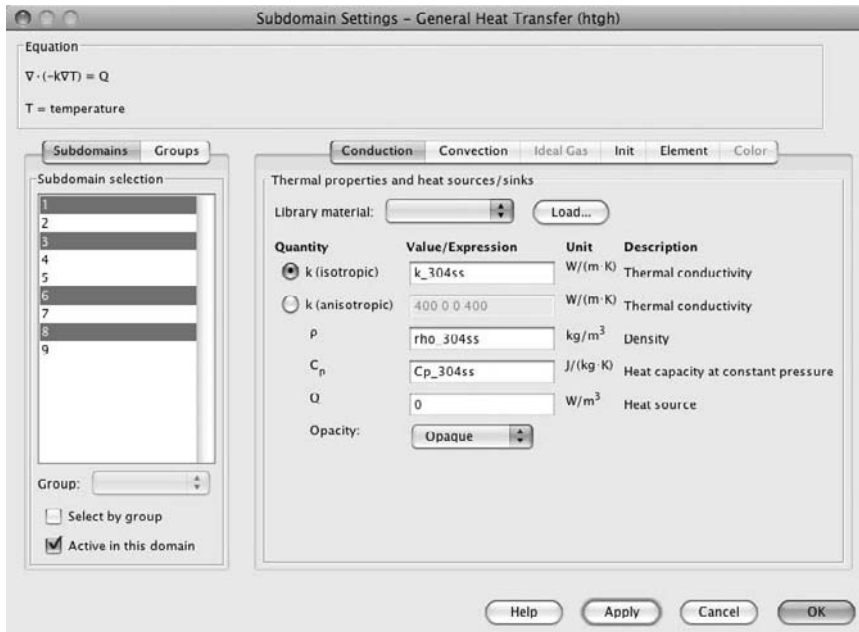 Subdomain Settings – General Heat Transfer (htgh)
Equation
∇·(-k∇T) = Q
T = temperature
Subdomains Groups
Subdomain selection
1
2
3
4
5
6
7
8
9
Group:
Select by group
Active in this domain
Conduction Convection Ideal Gas Init Element Color
Thermal properties and heat sources/sinks
Library material: Load...
Quantity Value/Expression Unit Description
k (isotropic) k_304ss W/(m·K) Thermal conductivity
k (anisotropic) 400 0 0 400 W/(m·K) Thermal conductivity
ρ rho_304ss kg/m³ Density
Cp Cp_304ss J/(kg·K) Heat capacity at constant pressure
Q 0 W/m³ Heat source
Opacity: Opaque
Help Apply Cancel OK